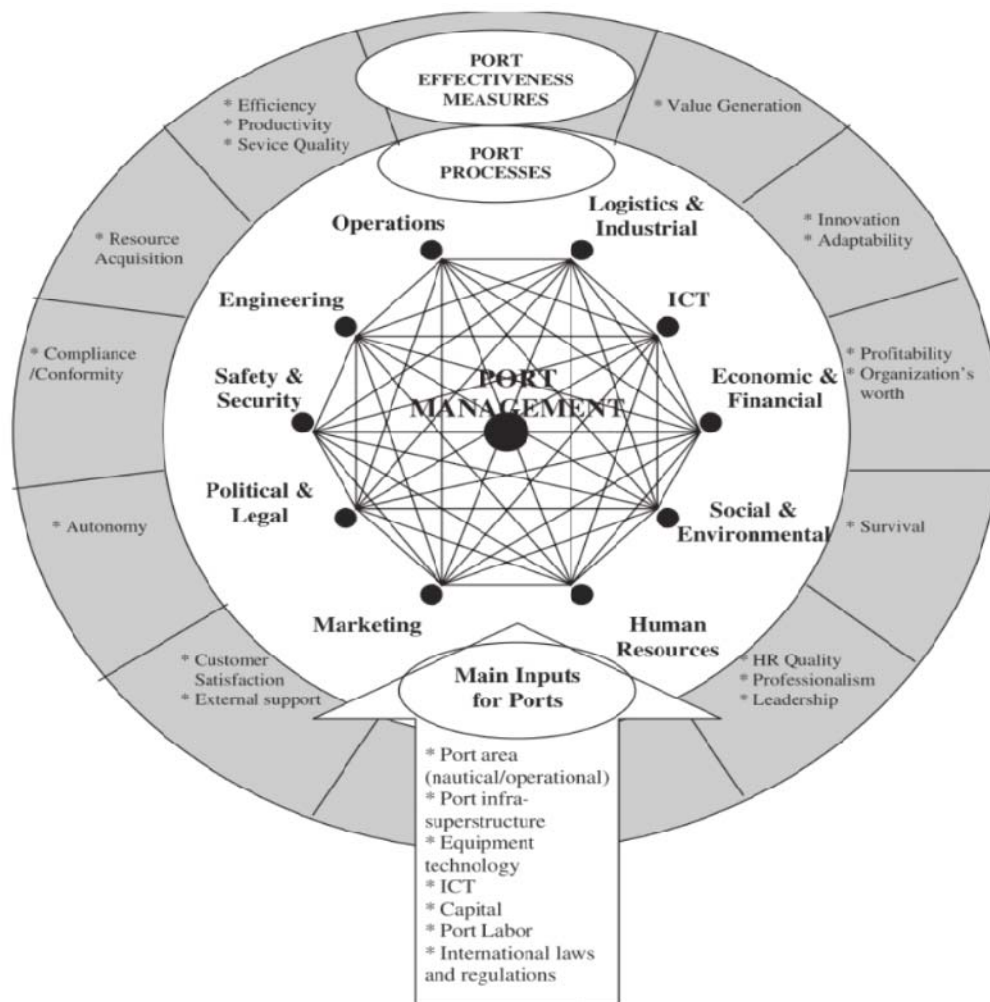 PORT
EFFECTIVENESS
MEASURES
* Efficiency
* Productivity
* Sevice Quality
* Value Generation
PORT
PROCESSES
Operations
Logistics &
Industrial
* Resource
Acquisition
* Innovation
* Adaptability
Engineering
ICT
* Compliance
/Conformity
* Profitability
* Organization's
worth
Safety &
Security
PORT
MANAGEMENT
Economic &
Financial
Political &
Legal
Social &
Environmental
* Autonomy
* Survival
Marketing
Human
Resources
* Customer
Satisfaction
* External support
* HR Quality
* Professionalism
* Leadership
Main Inputs
for Ports
* Port area
(nautical/operational)
* Port infra-
superstructure
* Equipment
technology
* ICT
* Capital
* Port Labor
* International laws
and regulations